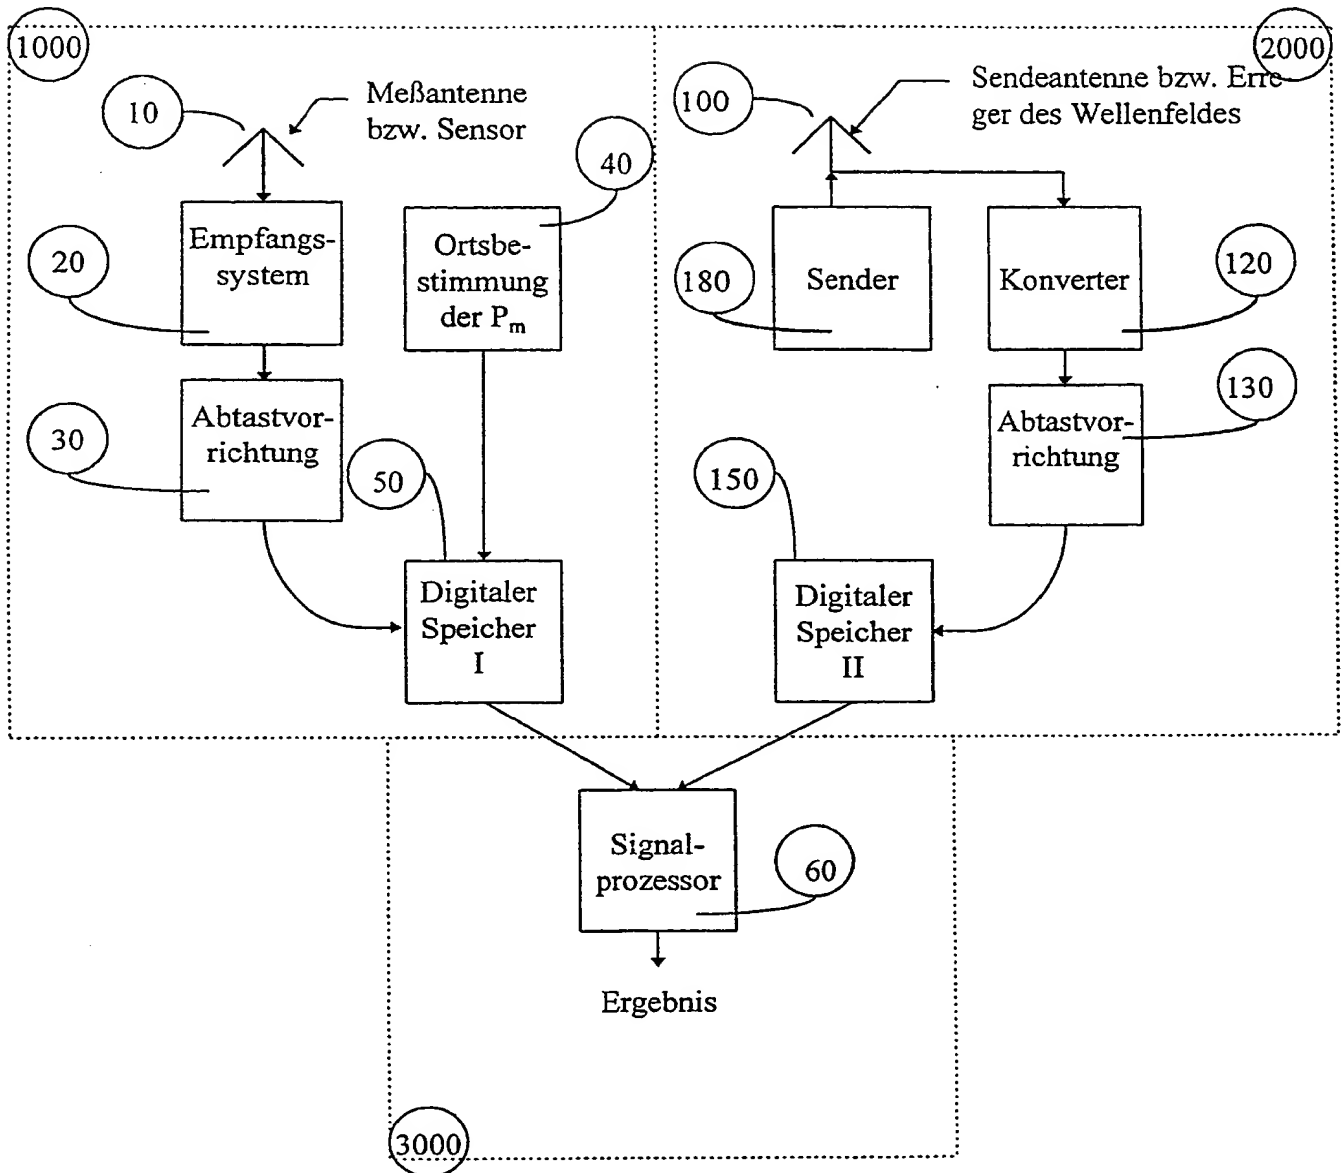 1000
2000
10
Meßantenne
bzw. Sensor
40
100
Sendeantenne bzw. Erre-
ger des Wellenfeldes
20
Empfangs-
system
Ortsbe-
stimmung
der Pm
180
Sender
Konverter
120
30
Abtastvor-
richtung
50
150
Abtastvor-
richtung
130
Digitaler
Speicher
I
Digitaler
Speicher
II
Signal-
prozessor
60
Ergebnis
3000